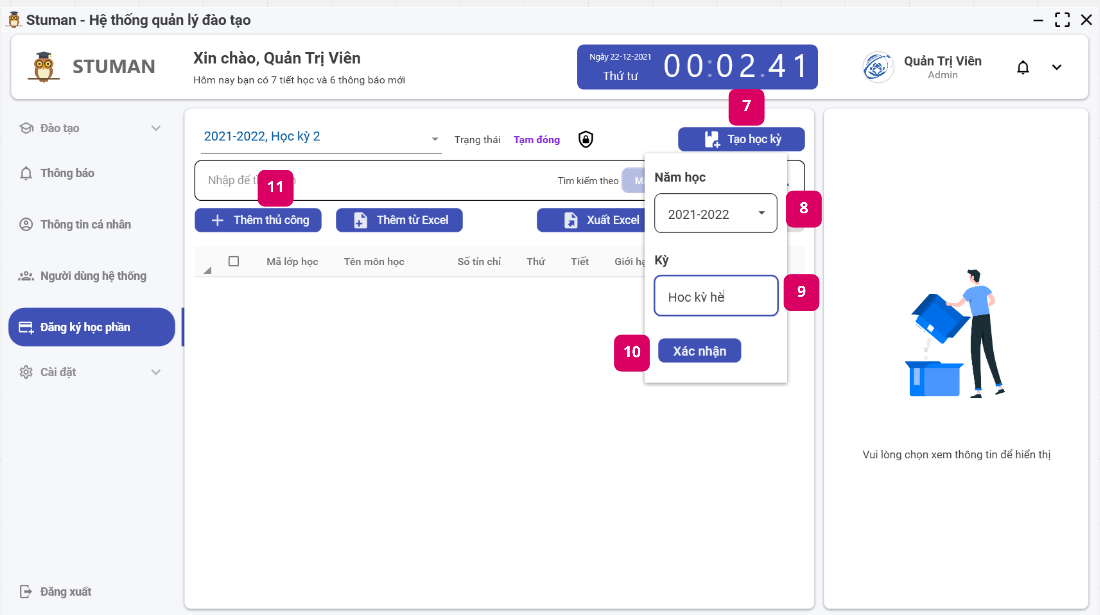 Stuman - Hệ thống quản lý đào tạo
STUMAN
Xin chào, Quản Trị Viên
Hôm nay bạn có 7 tiết học và 6 thông báo mới
Ngày 22-12-2021
Thứ tư
00:02.41
Quản Trị Viên
Admin
Đào tạo
Thông báo
Thông tin cá nhân
Người dùng hệ thống
Đăng ký học phần
Cài đặt
Đăng xuất
7
2021-2022, Học kỳ 2
Trạng thái
Tạm đóng
Tạo học kỳ
Nhập để
11
Tìm kiếm theo
Thêm thủ công
Thêm từ Excel
Xuất Excel
Mã lớp học
Tên môn học
Số tín chỉ
Thứ
Tiết
Giới
Năm học
2021-2022
8
Kỳ
Hoc kỳ hè
9
10
Xác nhận
Vui lòng chọn xem thông tin để hiển thị